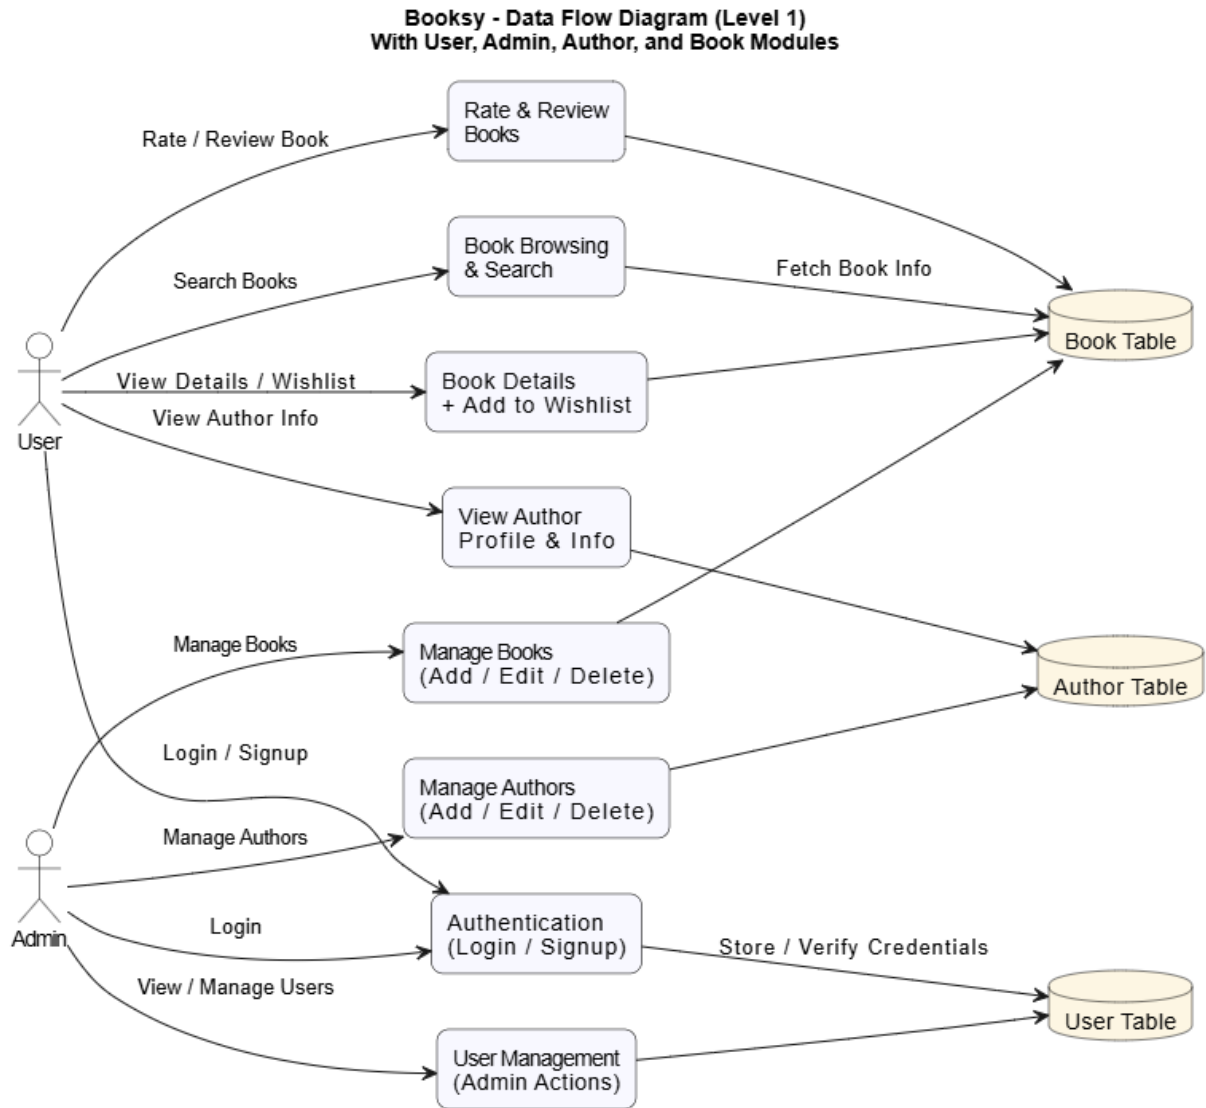 Booksy - Data Flow Diagram (Level 1)
With User, Admin, Author, and Book Modules
Rate / Review Book
Rate & Review
Books
Search Books
Book Browsing
& Search
Fetch Book Info
Book Table
View Details / Wishlist
Book Details
+ Add to Wishlist
View Author Info
User
View Author
Profile & Info
Manage Books
Manage Books
(Add / Edit / Delete)
Author Table
Login / Signup
Manage Authors
(Add / Edit / Delete)
Manage Authors
Admin
Login
Authentication
(Login / Signup)
Store / Verify Credentials
View / Manage Users
User Table
User Management
(Admin Actions)